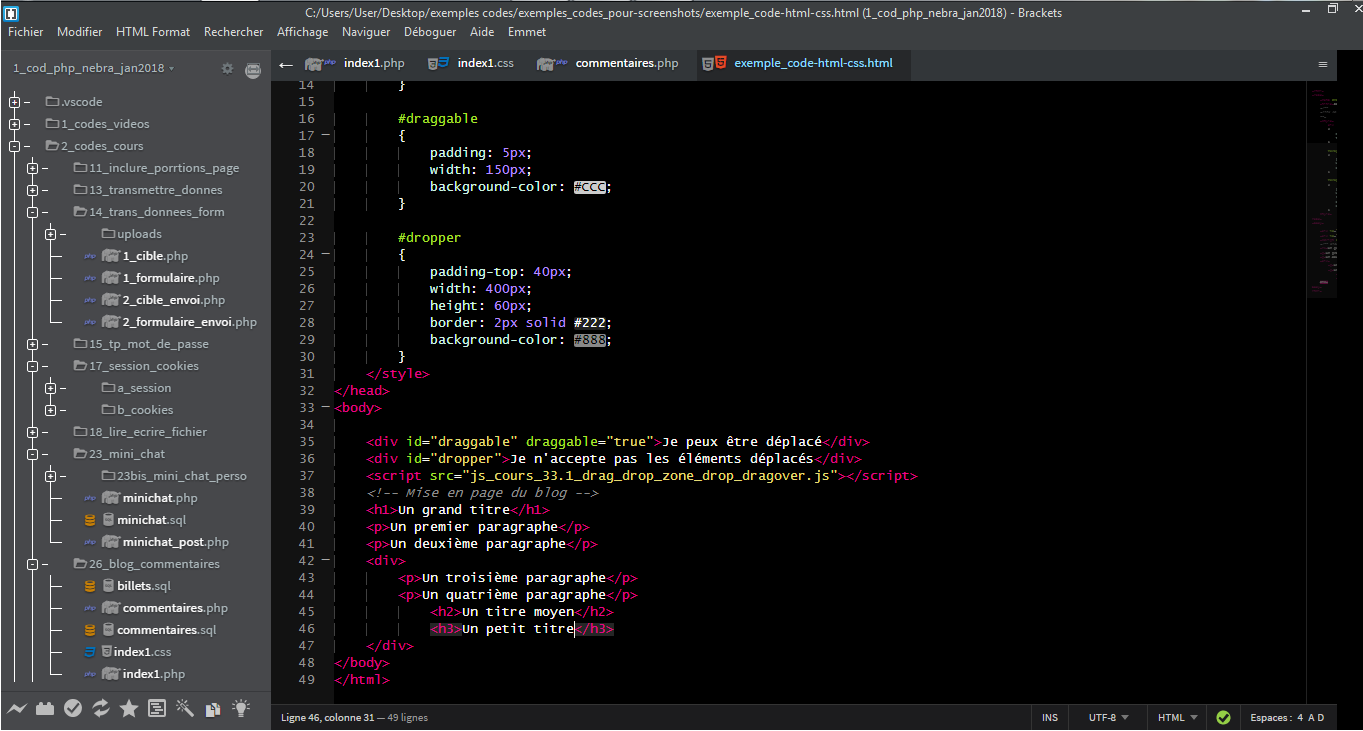 C:/Users/User/Desktop/exemples codes/exemples_codes_pour-screenshots/exemple_code-html-css.html (1_cod_php_nebra_jan2018) - Brackets
Fichier Modifier HTML Format Rechercher Affichage Naviguer Déboguer Aide Emmet
1_cod_php_nebra_jan2018
.vscode
1_codes_videos
2_codes_cours
11_inclure_porrtions_page
13_transmettre_donnes
14_trans_donnees_form
uploads
php 1_cible.php
php 1_formulaire.php
php 2_cible_envoi.php
php 2_formulaire_envoi.php
15_tp_mot_de_passe
17_session_cookies
a_session
b_cookies
18_lire_ecrire_fichier
23_mini_chat
23bis_mini_chat_perso
php minichat.php
minichat.sql
php minichat_post.php
26_blog_commentaires
billets.sql
php commentaires.php
commentaires.sql
index1.css
php index1.php
php index1.php index1.css php commentaires.php exemple_code-html-css.html
14 }
15
16 #draggable
17 {
18 padding: 5px;
19 width: 150px;
20 background-color: #CCC;
21 }
22
23 #dropper
24 {
25 padding-top: 40px;
26 width: 400px;
27 height: 60px;
28 border: 2px solid #222;
29 background-color: #888;
30 }
31 </style>
32 </head>
33 <body>
34
35 <div id="draggable" draggable="true">Je peux être déplacé</div>
36 <div id="dropper">Je n'accepte pas les éléments déplacés</div>
37 <script src="js_cours_33.1_drag_drop_zone_drop_dragover.js"></script>
38 <!-- Mise en page du blog -->
39 <h1>Un grand titre</h1>
40 <p>Un premier paragraphe</p>
41 <p>Un deuxième paragraphe</p>
42 <div>
43 <p>Un troisième paragraphe</p>
44 <p>Un quatrième paragraphe</p>
45 <h2>Un titre moyen</h2>
46 <h3>Un petit titre</h3>
47 </div>
48 </body>
49 </html>
Ligne 46, colonne 31 — 49 lignes INS UTF-8 HTML Espaces : 4 A D